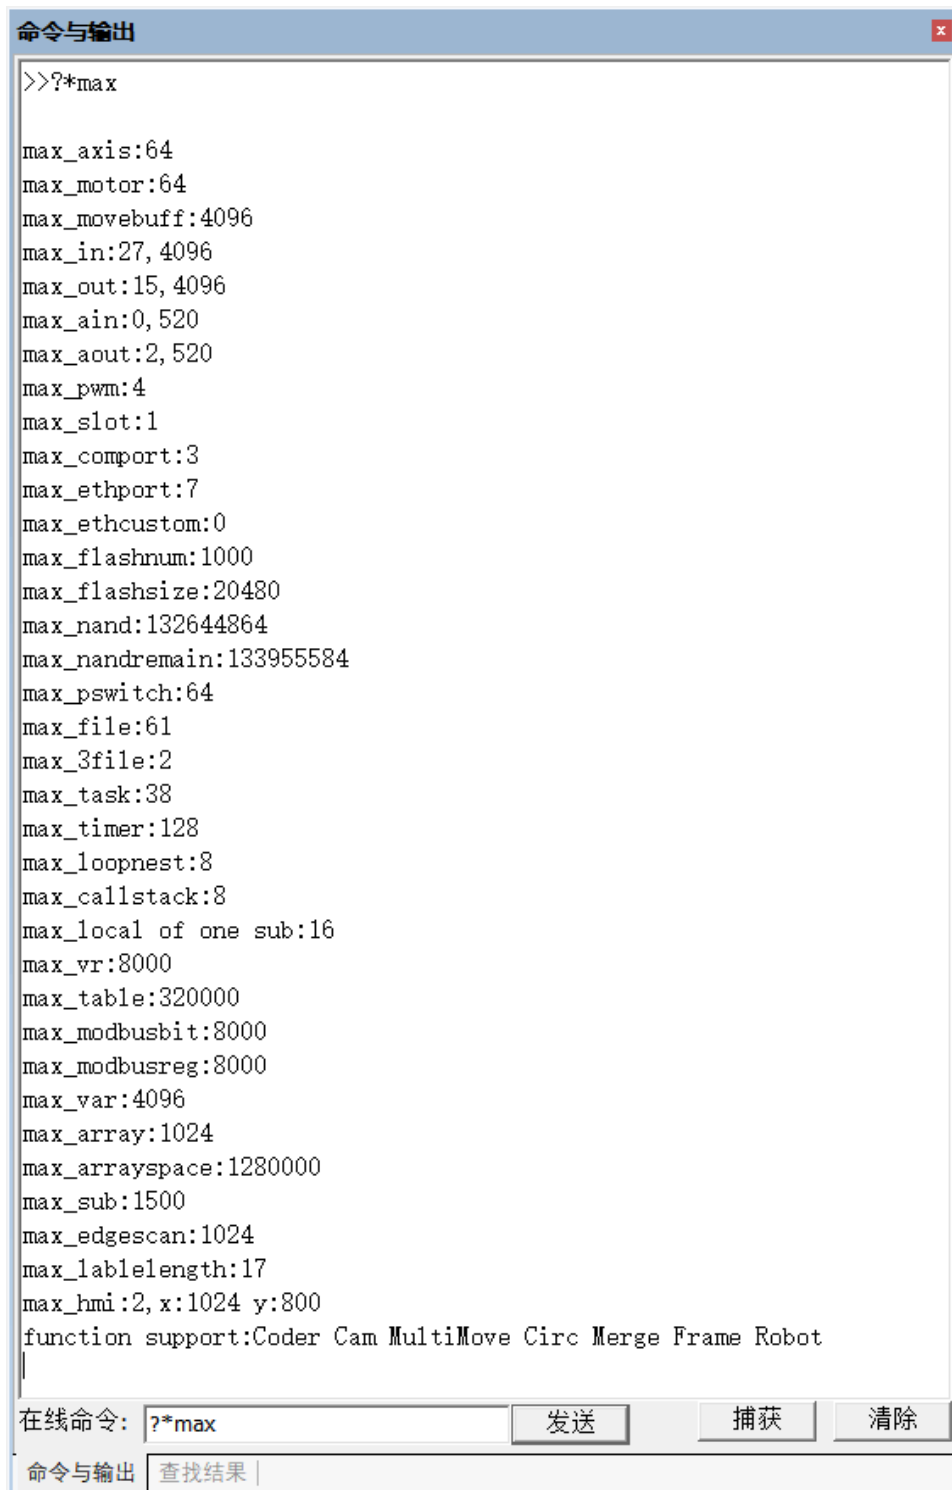 命令与输出
>>?*max
max_axis:64
max_motor:64
max_movebuff:4096
max_in:27,4096
max_out:15,4096
max_ain:0,520
max_aout:2,520
max_pwm:4
max_slot:1
max_comport:3
max_ethport:7
max_ethcustom:0
max_flashnum:1000
max_flashsize:20480
max_nand:132644864
max_nandremain:133955584
max_pswitch:64
max_file:61
max_3file:2
max_task:38
max_timer:128
max_loopnest:8
max_callstack:8
max_local of one sub:16
max_vr:8000
max_table:320000
max_modbusbit:8000
max_modbusreg:8000
max_var:4096
max_array:1024
max_arrayspace:1280000
max_sub:1500
max_edgescan:1024
max_lablelength:17
max_hmi:2,x:1024 y:800
function support:Coder Cam MultiMove Circ Merge Frame Robot
在线命令: ?*max 发送 捕获 清除
命令与输出 查找结果